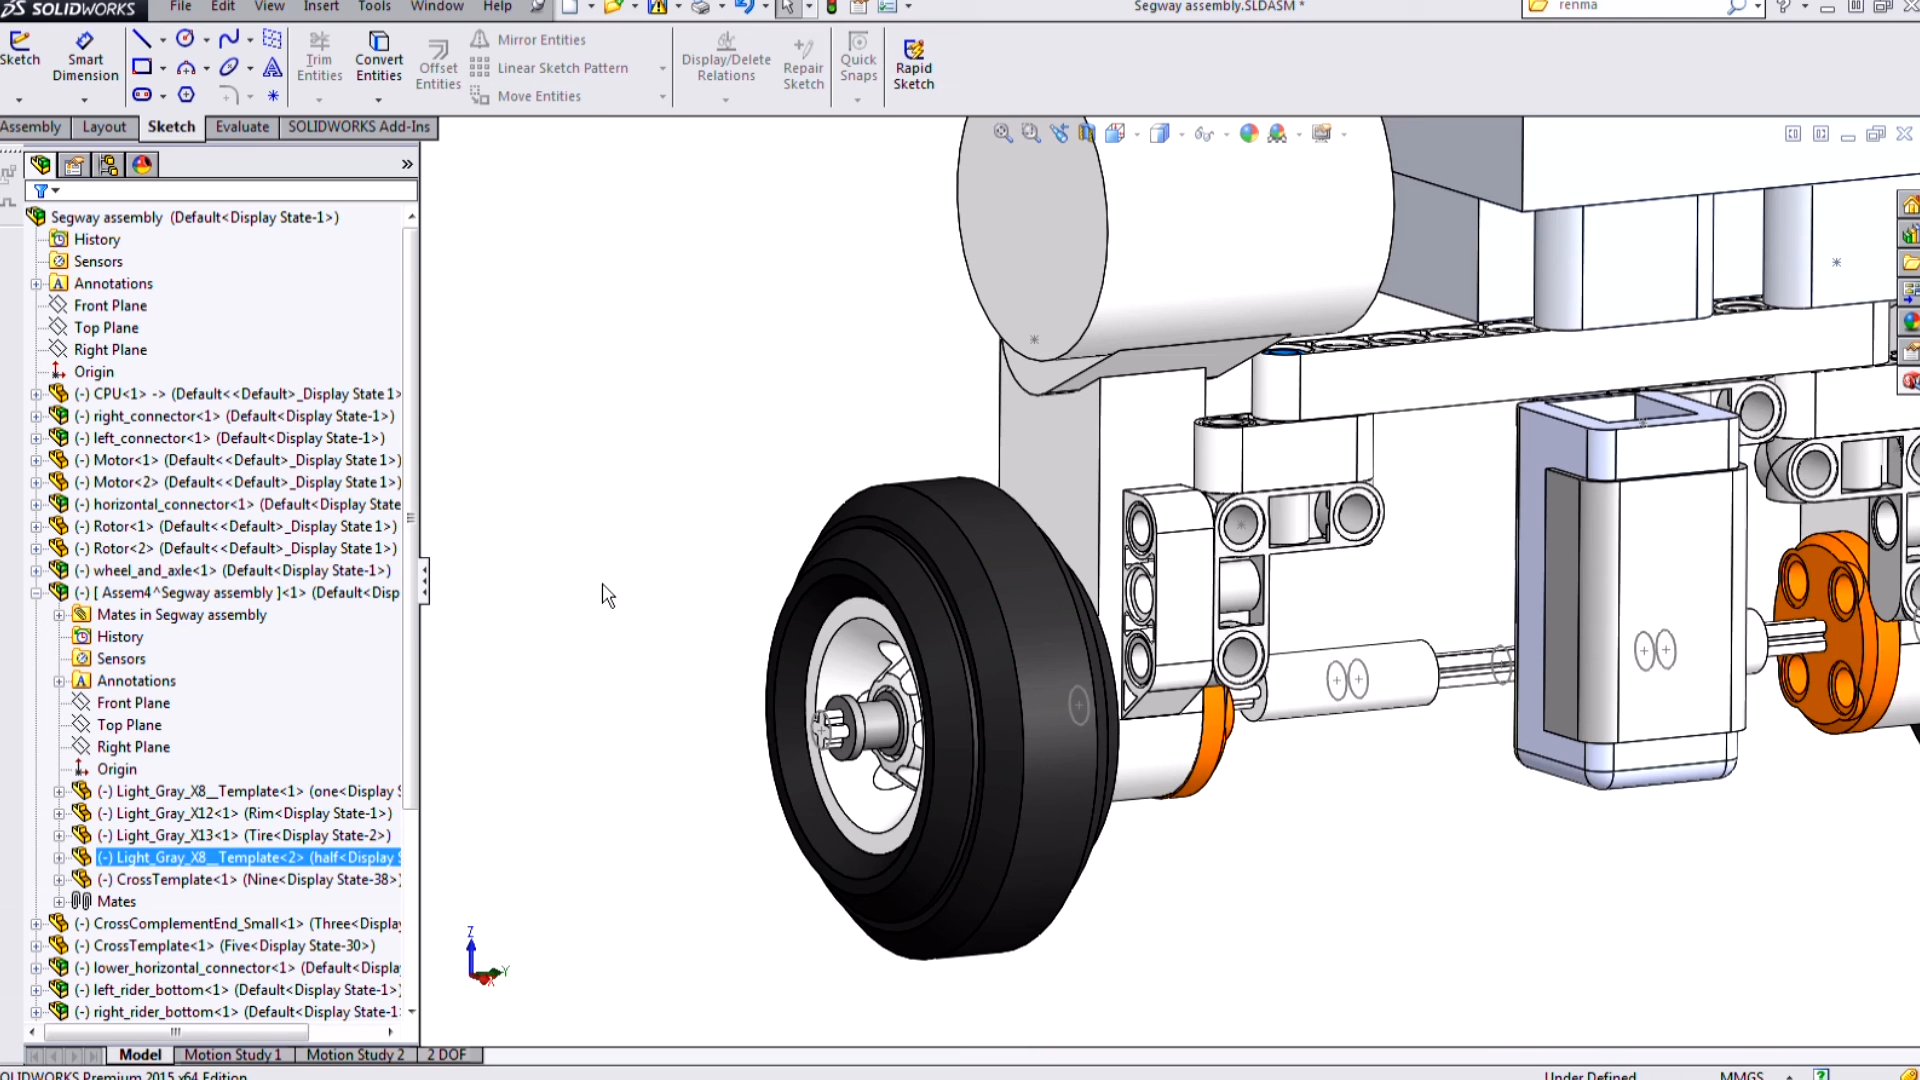 SOLIDWORKS File Edit View Insert Tools Window Help Segway assembly.SLDASM * renma
Sketch
Smart Dimension
Trim Entities
Convert Entities
Offset Entities
Mirror Entities
Linear Sketch Pattern
Move Entities
Display/Delete Relations
Repair Sketch
Quick Snaps
Rapid Sketch
Assembly Layout Sketch Evaluate SOLIDWORKS Add-Ins
Segway assembly (Default<Display State-1>)
History
Sensors
Annotations
Front Plane
Top Plane
Right Plane
Origin
(-) CPU<1> -> (Default<<Default>_Display State 1>
(-) right_connector<1> (Default<Display State-1>)
(-) left_connector<1> (Default<Display State-1>)
(-) Motor<1> (Default<<Default>_Display State 1>)
(-) Motor<2> (Default<<Default>_Display State 1>)
(-) horizontal_connector<1> (Default<Display State
(-) Rotor<1> (Default<<Default>_Display State 1>)
(-) Rotor<2> (Default<<Default>_Display State 1>)
(-) wheel_and_axle<1> (Default<Display State-1>)
(-) [ Assem4^Segway assembly ]<1> (Default<Disp
Mates in Segway assembly
History
Sensors
Annotations
Front Plane
Top Plane
Right Plane
Origin
(-) Light_Gray_X8__Template<1> (one<Display S
(-) Light_Gray_X12<1> (Rim<Display State-1>)
(-) Light_Gray_X13<1> (Tire<Display State-2>)
(-) Light_Gray_X8__Template<2> (half<Display S
(-) CrossTemplate<1> (Nine<Display State-38>)
Mates
(-) CrossComplementEnd_Small<1> (Three<Display
(-) CrossTemplate<1> (Five<Display State-30>)
(-) lower_horizontal_connector<1> (Default<Displa
(-) left_rider_bottom<1> (Default<Display State-1>)
(-) right_rider_bottom<1> (Default<Display State-1
Z
Y
X
Model Motion Study 1 Motion Study 2 2 DOF
OLIDWORKS Premium 2015 x64 Edition Under Defined MMGS